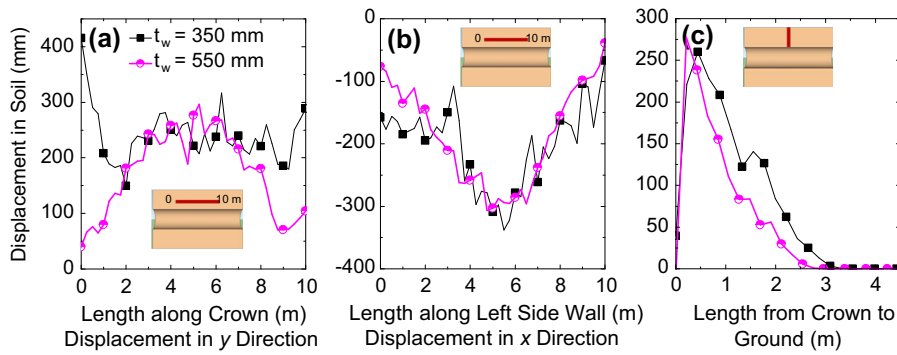 Displacement in Soil (mm)
400
300
200
100
0
(a)
t_w = 350 mm
t_w = 550 mm
0 10 m
0 2 4 6 8 10
Length along Crown (m)
Displacement in y Direction
0
-100
-200
-300
-400
(b)
0 10 m
0 2 4 6 8 10
Length along Left Side Wall (m)
Displacement in x Direction
300
250
200
150
100
50
0
(c)
0 1 2 3 4
Length from Crown to
Ground (m)